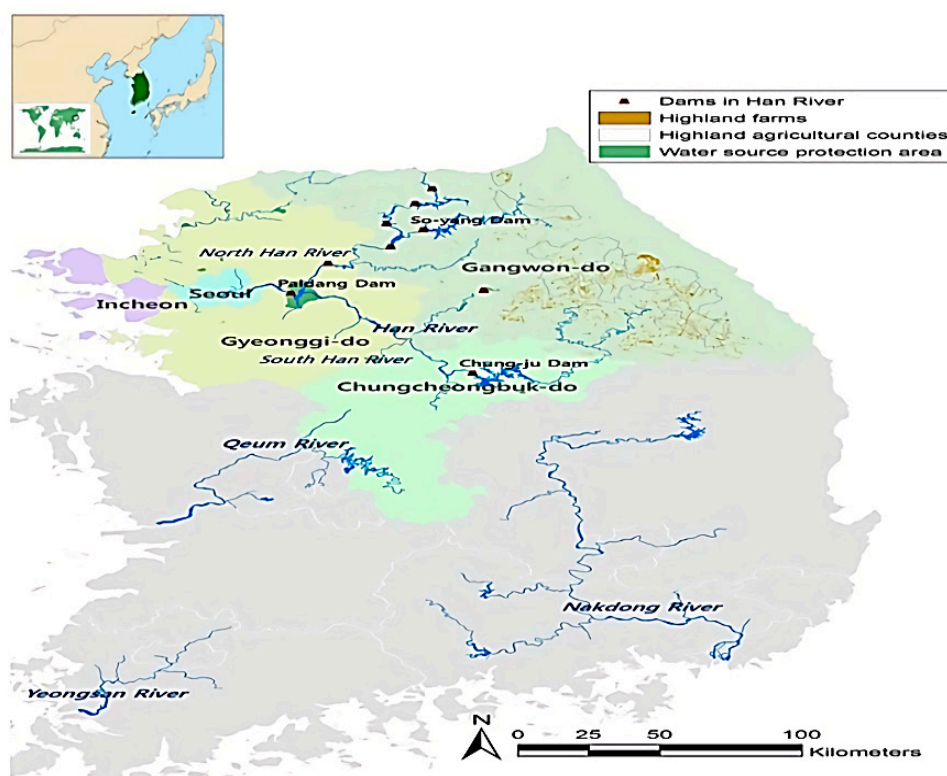 Dams in Han River
Highland farms
Highland agricultural counties
Water source protection area
So-yang Dam
North Han River
Gangwon-do
Paldang Dam
Seoul
Incheon
Han River
Gyeonggi-do
South Han River
Chung-ju Dam
Chungcheongbuk-do
Qeum River
Nakdong River
Yeongsan River
N
0 25 50 100
Kilometers